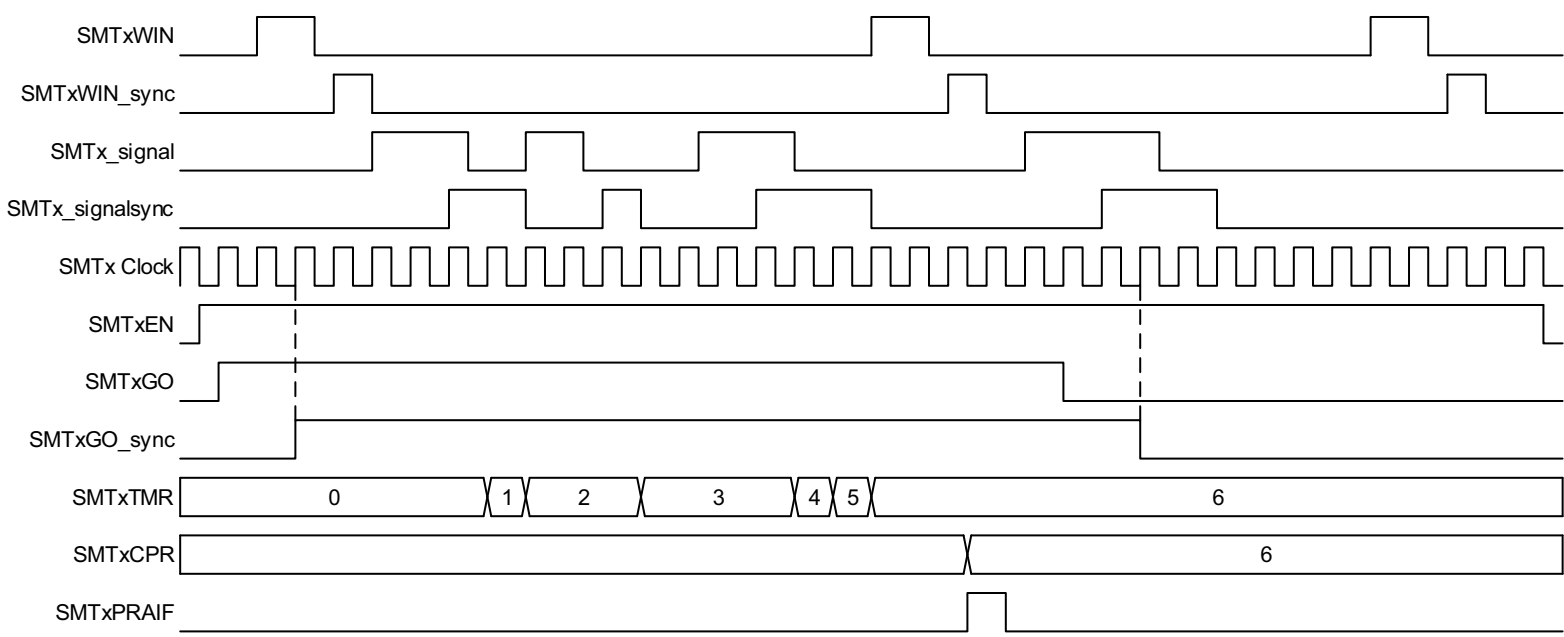 SMTxWIN
SMTxWIN_sync
SMTx_signal
SMTx_signalsync
SMTx Clock
SMTxEN
SMTxGO
SMTxGO_sync
SMTxTMR 0 1 2 3 4 5 6
SMTxCPR 6
SMTxPRAIF